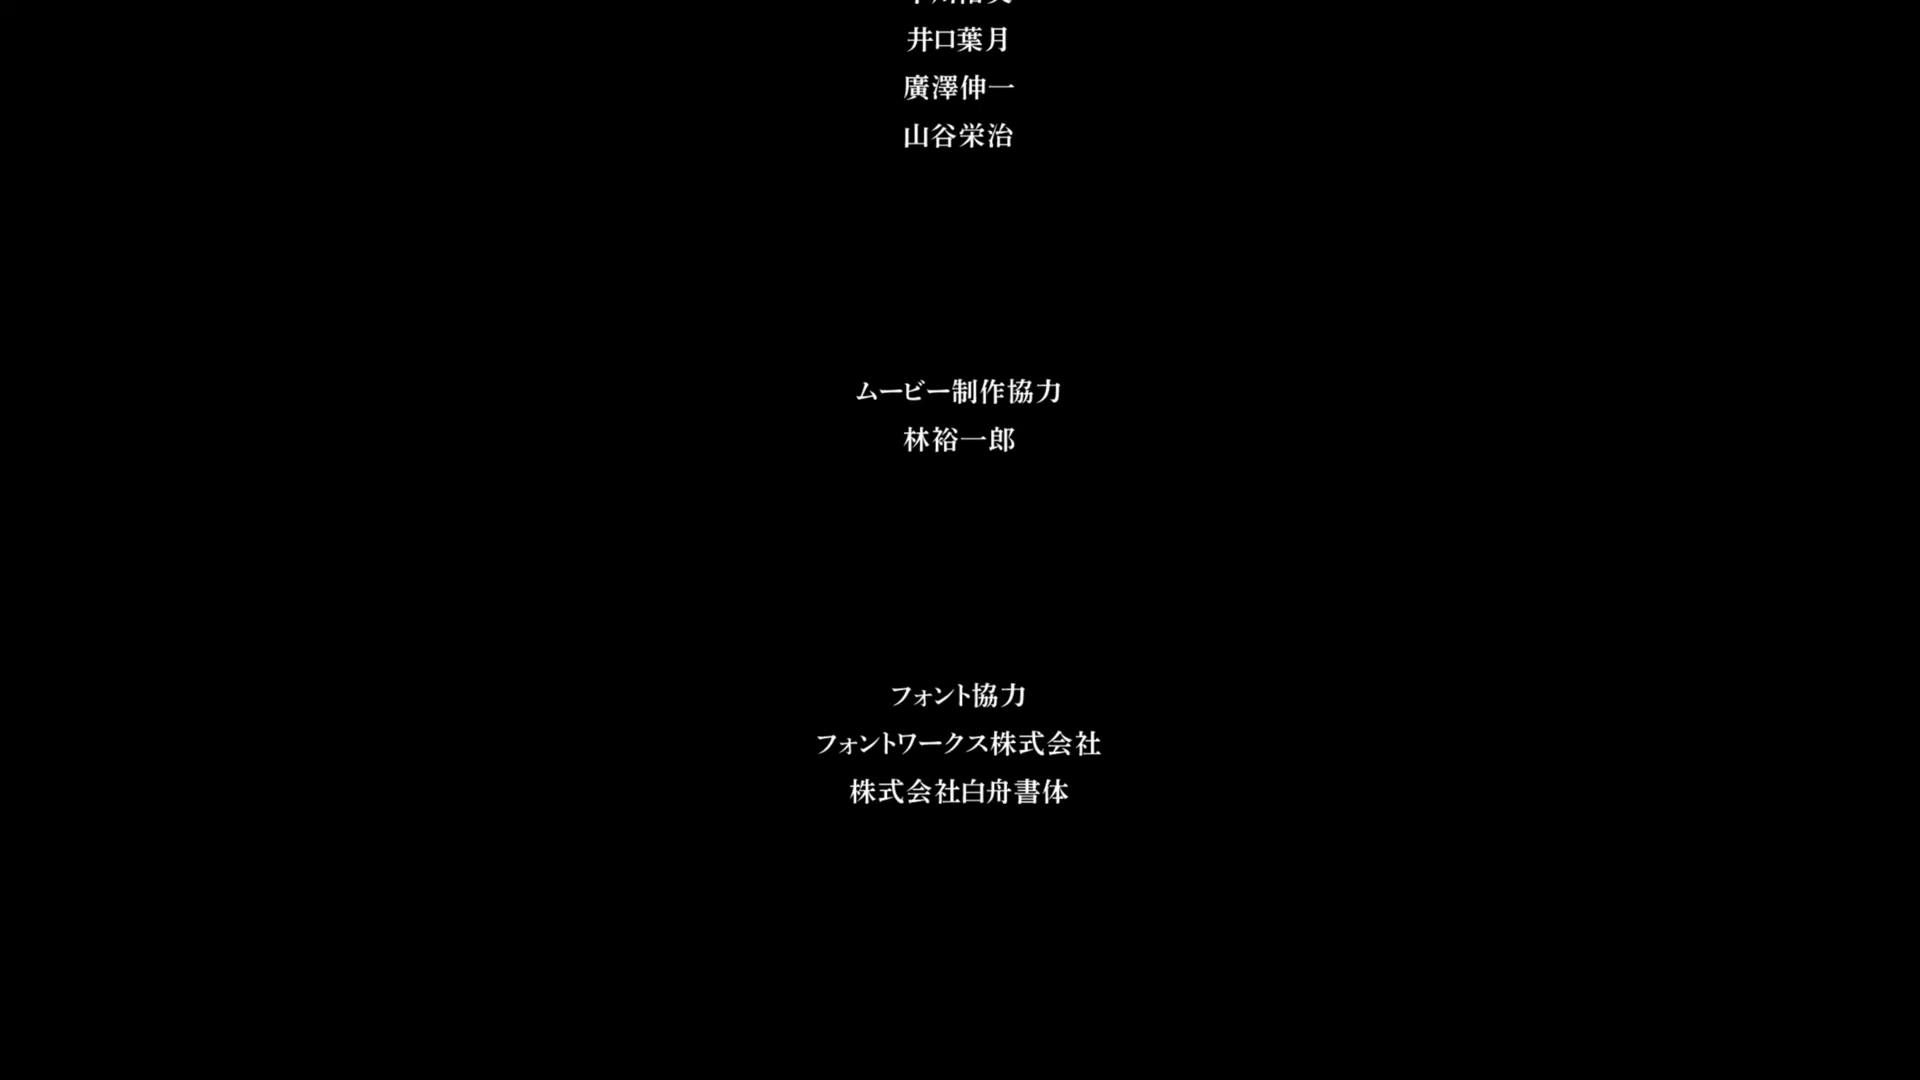 井口葉月
廣澤伸一
山谷栄治
ムービー制作協力
林裕一郎
フォント協力
フォントワークス株式会社
株式会社白舟書体